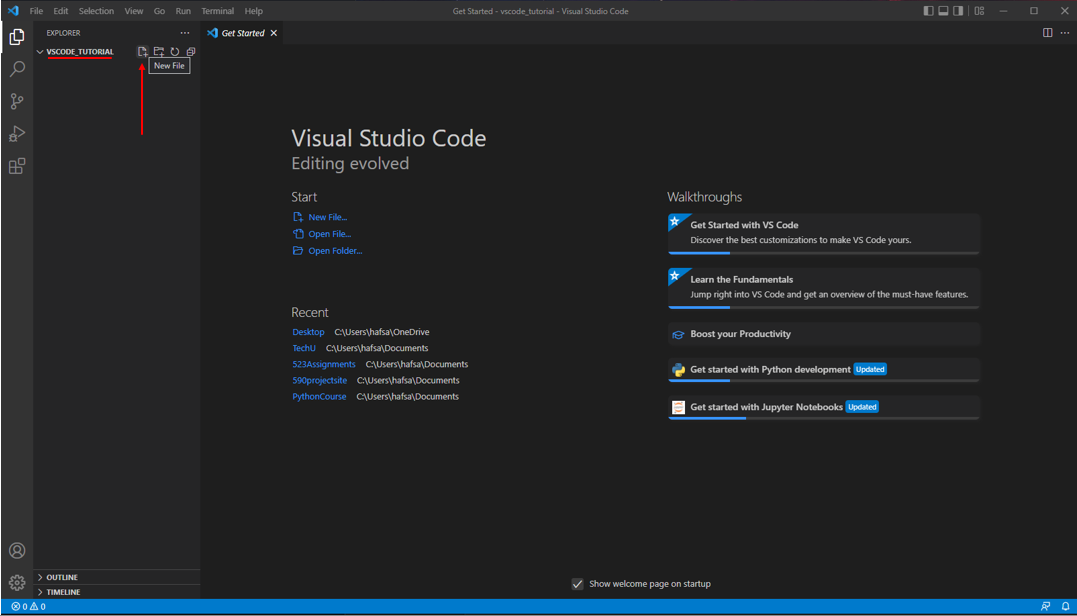 File Edit Selection View Go Run Terminal Help
Get Started - vscode_tutorial - Visual Studio Code
EXPLORER
Get Started
VSCODE_TUTORIAL
New File
Visual Studio Code
Editing evolved
Start
New File...
Open File...
Open Folder...
Recent
Desktop C:\Users\hafsa\OneDrive
TechU C:\Users\hafsa\Documents
523Assignments C:\Users\hafsa\Documents
590projectsite C:\Users\hafsa\Documents
PythonCourse C:\Users\hafsa\Documents
Walkthroughs
Get Started with VS Code
Discover the best customizations to make VS Code yours.
Learn the Fundamentals
Jump right into VS Code and get an overview of the must-have features.
Boost your Productivity
Get started with Python development Updated
Get started with Jupyter Notebooks Updated
OUTLINE
TIMELINE
Show welcome page on startup
0 0